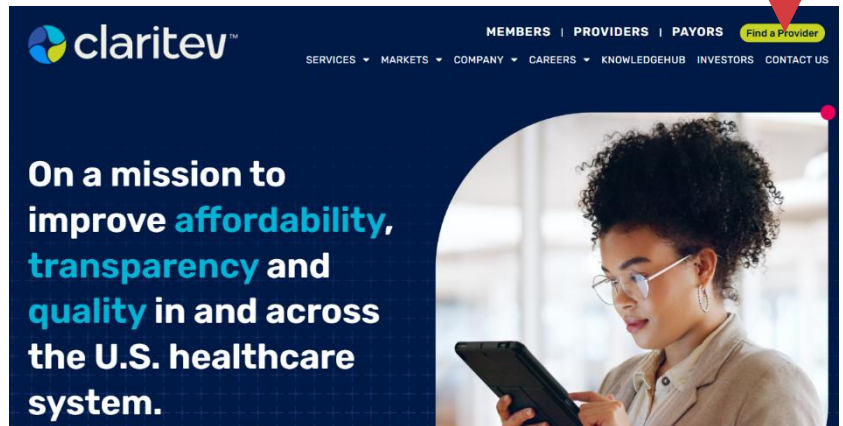 claritev™
MEMBERS | PROVIDERS | PAYORS Find a Provider
SERVICES MARKETS COMPANY CAREERS KNOWLEDGEHUB INVESTORS CONTACT US
On a mission to
improve affordability,
transparency and
quality in and across
the U.S. healthcare
system.